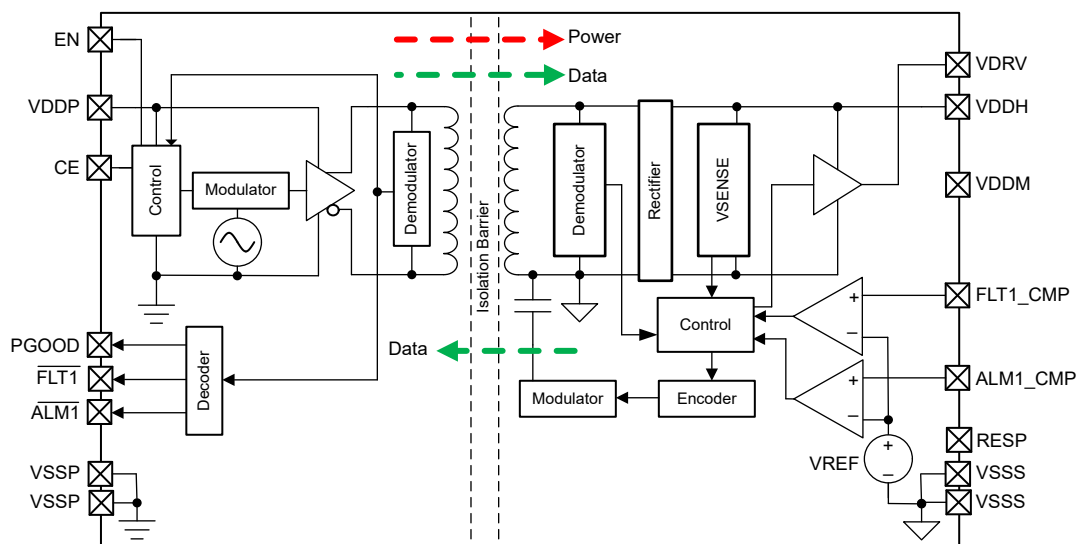 EN
VDDP
CE
Control
Modulator
Demodulator
Power
Data
Isolation Barrier
Demodulator
Rectifier
VSENSE
VDRV
VDDH
VDDM
FLT1_CMP
ALM1_CMP
RESP
VSSS
VSSS
Control
+
−
+
−
Encoder
Modulator
VREF
+
−
Data
PGOOD
FLT1
ALM1
Decoder
VSSP
VSSP